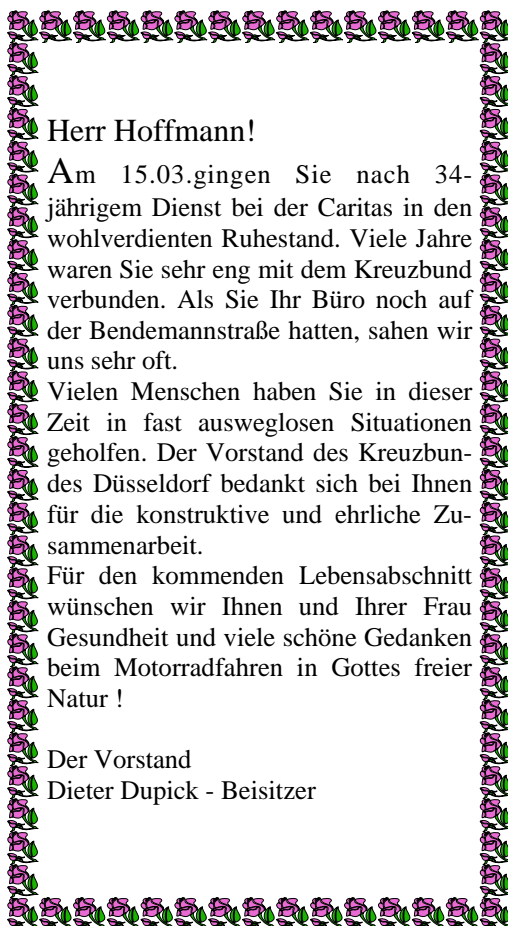 Herr Hoffmann!
Am 15.03.gingen Sie nach 34-
jährigem Dienst bei der Caritas in den
wohlverdienten Ruhestand. Viele Jahre
waren Sie sehr eng mit dem Kreuzbund
verbunden. Als Sie Ihr Büro noch auf
der Bendemannstraße hatten, sahen wir
uns sehr oft.
Vielen Menschen haben Sie in dieser
Zeit in fast ausweglosen Situationen
geholfen. Der Vorstand des Kreuzbun-
des Düsseldorf bedankt sich bei Ihnen
für die konstruktive und ehrliche Zu-
sammenarbeit.
Für den kommenden Lebensabschnitt
wünschen wir Ihnen und Ihrer Frau
Gesundheit und viele schöne Gedanken
beim Motorradfahren in Gottes freier
Natur !
Der Vorstand
Dieter Dupick - Beisitzer